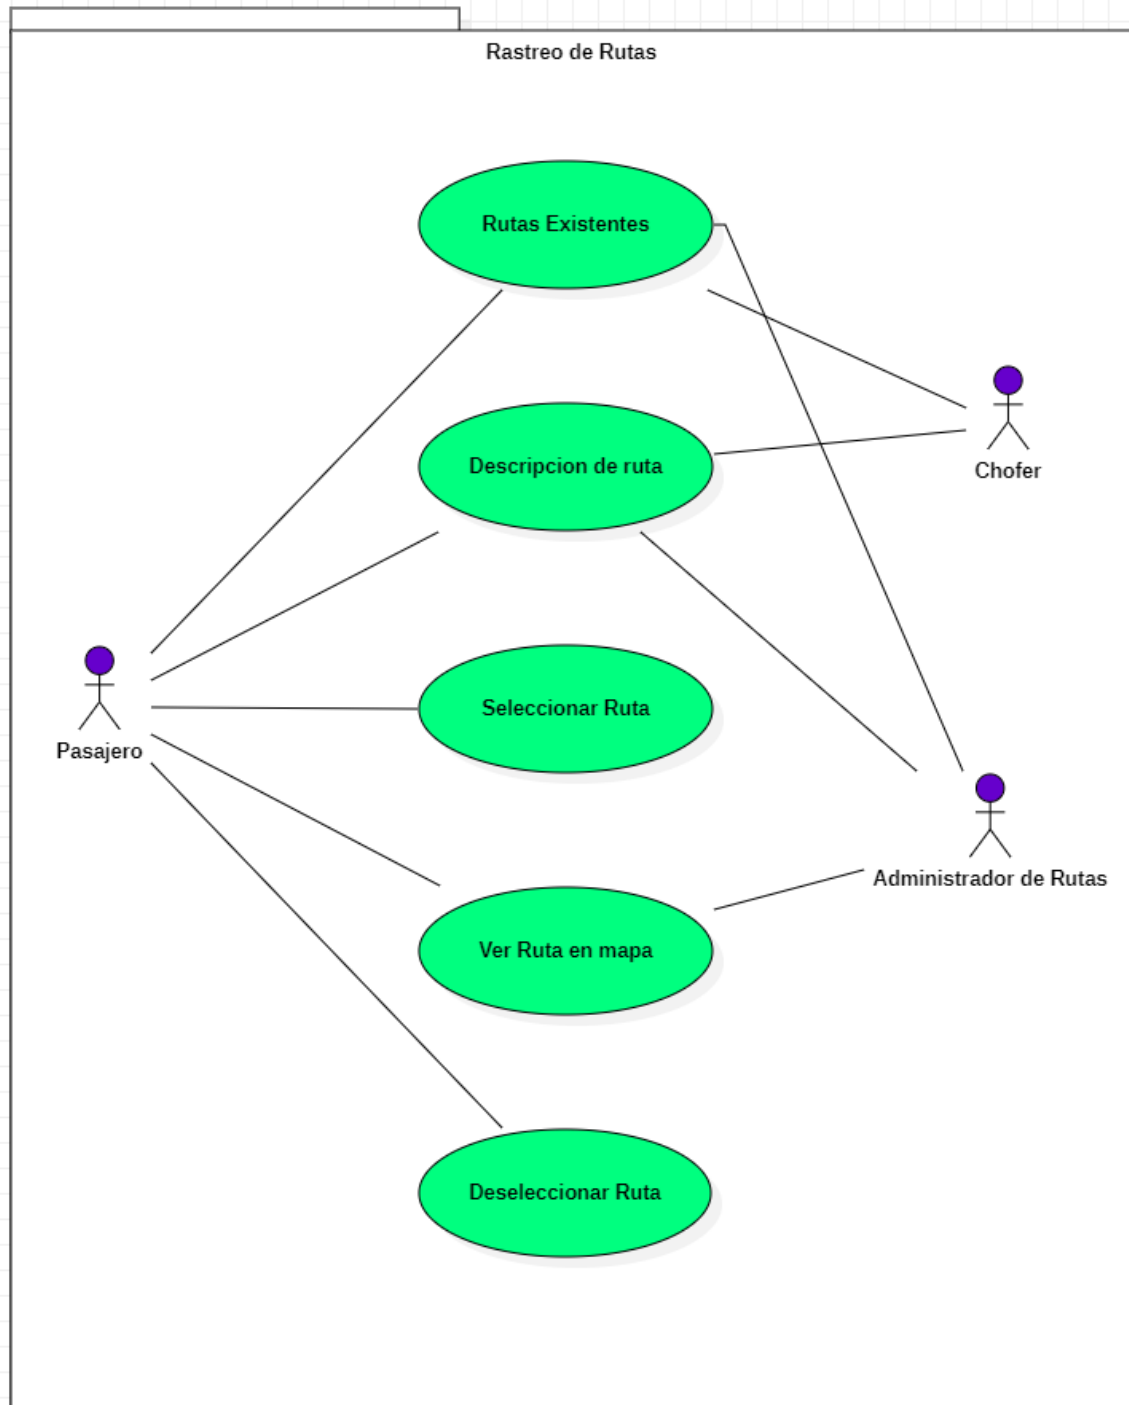 Rastreo de Rutas
Rutas Existentes
Descripcion de ruta
Chofer
Seleccionar Ruta
Pasajero
Administrador de Rutas
Ver Ruta en mapa
Deseleccionar Ruta